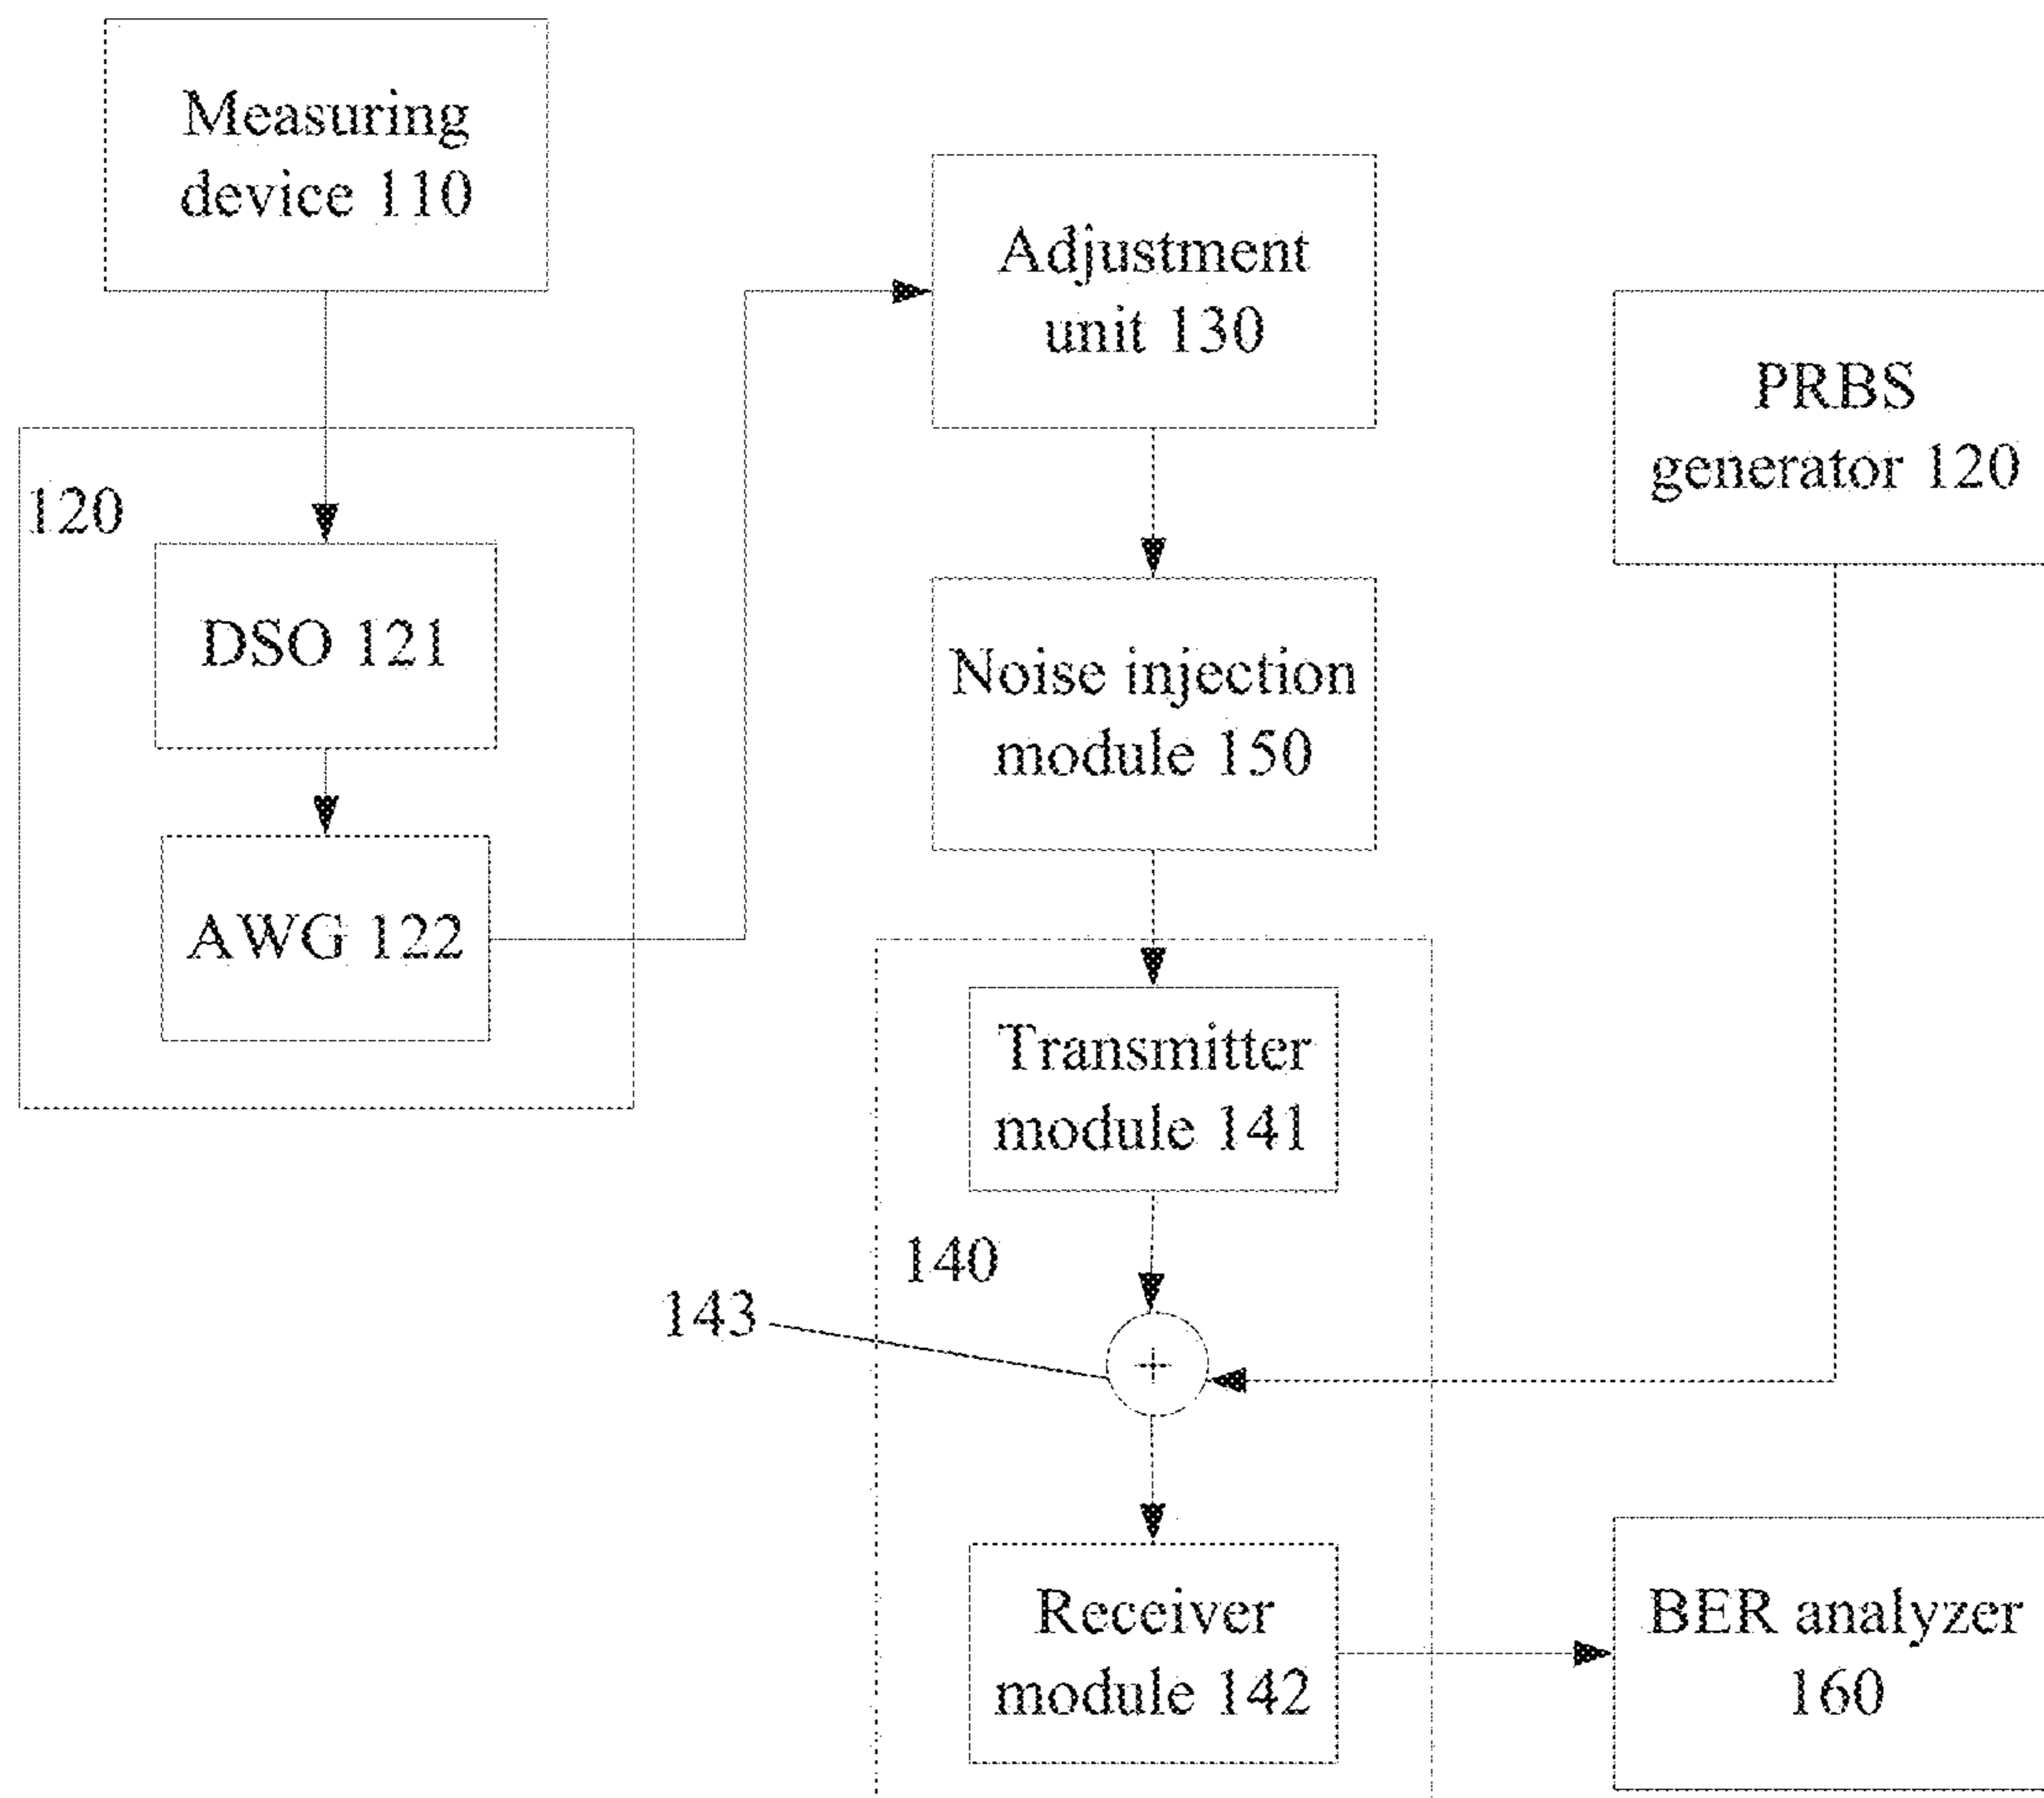 Measuring
device 110
120
DSO 121
AWG 122
Adjustment
unit 130
Noise injection
module 150
PRBS
generator 120
Transmitter
module 141
140
143
+
Receiver
module 142
BER analyzer
160